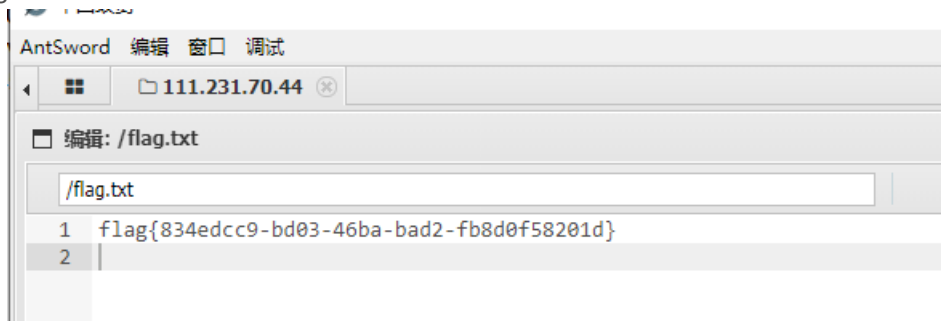 AntSword 编辑 窗口 调试
111.231.70.44
编辑: /flag.txt
/flag.txt
1 flag{834edcc9-bd03-46ba-bad2-fb8d0f58201d}
2